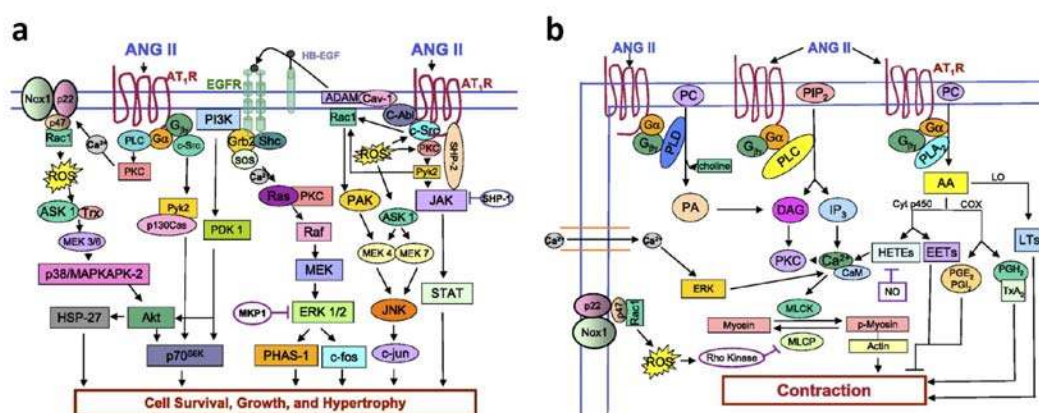 a
ANG II
HB-EGF
ANG II
EGFR
AT1R
AT1R
Nox1
p22
p47
Rac1
Ca2+
PLC
Gα
Gβγ
c-Src
PI3K
Grb2
Shc
SOS
Ca2+
ADAM
Cav-1
Rac1
C-Abl
c-Src
PKC
Pyk2
SHP-2
ROS
PKC
ROS
ASK 1
Trx
Pyk2
p130Cas
PDK 1
Ras
PKC
PAK
JAK
SHP-1
ASK 1
MEK 3/6
Raf
MEK 4
MEK 7
p38/MAPKAPK-2
MEK
STAT
HSP-27
Akt
MKP1
ERK 1/2
JNK
p70S6K
PHAS-1
c-fos
c-jun
Cell Survival, Growth, and Hypertrophy
b
ANG II
ANG II
AT1R
PC
PIP2
PC
Gα
Gβγ
PLD
Gα
Gβγ
PLC
Gα
Gβγ
PLA2
choline
AA
LO
PA
DAG
IP3
Cyt p450
COX
Ca2+
Ca2+
PKC
Ca2+
CaM
HETEs
EETs
LTs
ERK
NO
PGE2
PGI2
PGH2
TxA2
p22
p47
Rac1
Nox1
MLCK
Myosin
p-Myosin
MLCP
Actin
ROS
Rho Kinase
Contraction